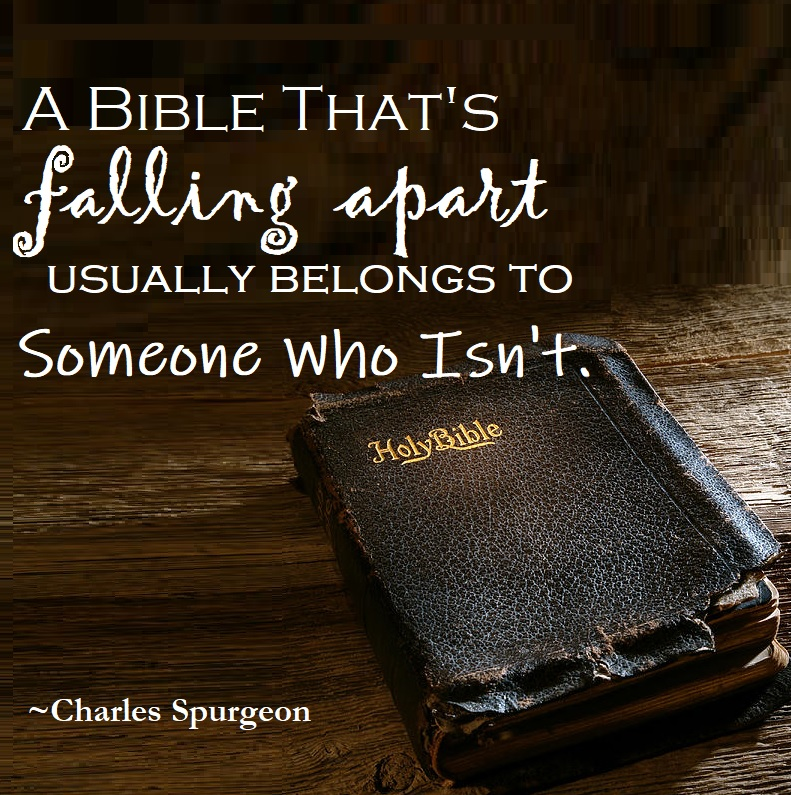 A Bible That's
falling apart
usually belongs to
Someone Who Isn't.
Holy Bible
~Charles Spurgeon